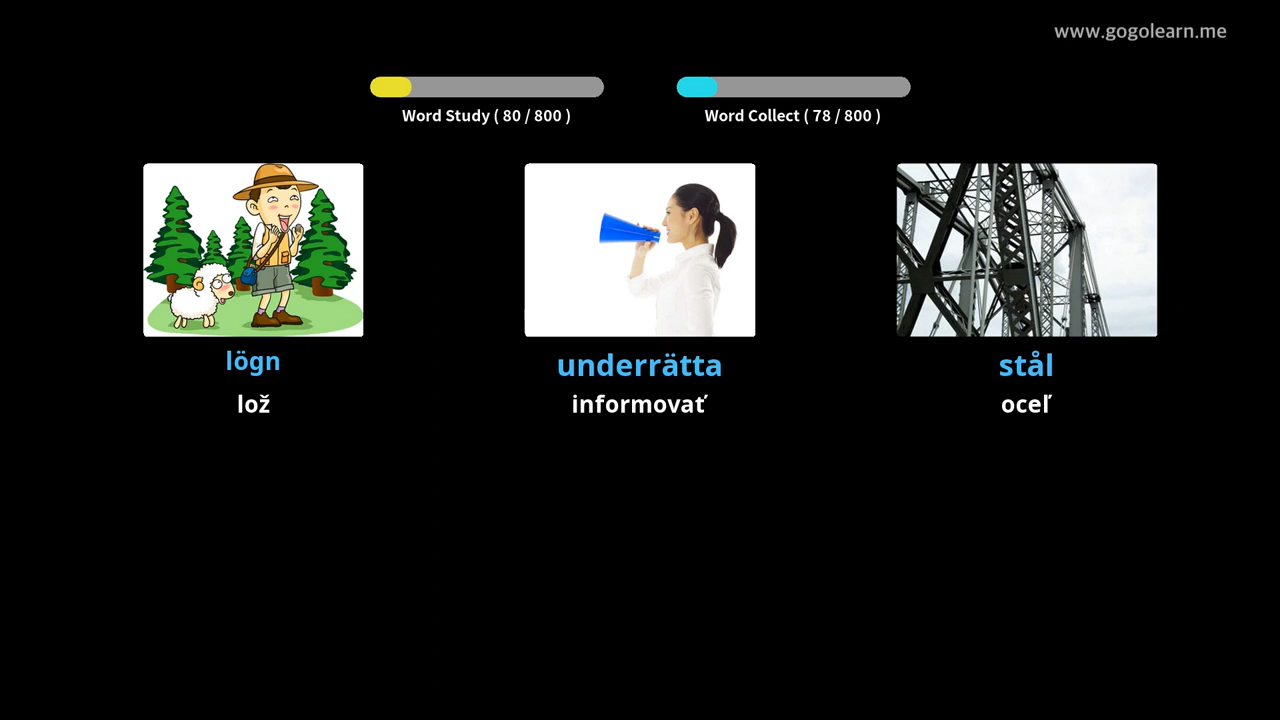 www.gogolearn.me
Word Study ( 80 / 800 )
Word Collect ( 78 / 800 )
lögn
lož
underrätta
informovať
stål
oceľ